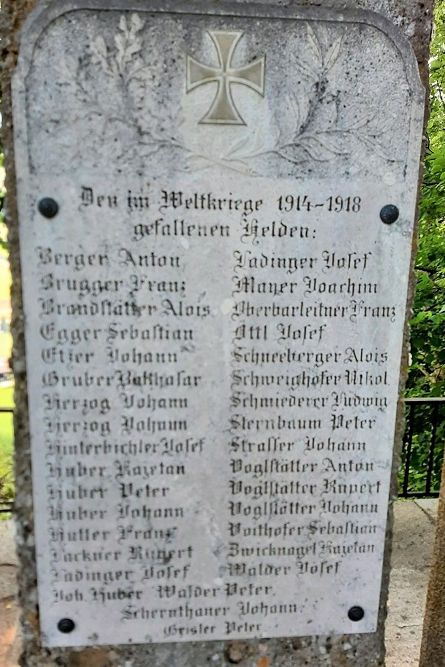 Den im Weltkriege 1914-1918
gefallenen Helden:
Berger Anton
Brugger Franz
Brandstätter Alois
Egger Sebastian
Etzer Johann
Gruber Balthasar
Herzog Johann
Herzog Johann
Hinterbichler Josef
Huber Kajetan
Huber Peter
Huber Johann
Hutter Franz
Lackner Rupert
Ladinger Josef
Ladinger Josef
Mayer Joachim
Oberbarleitner Franz
Ottl Josef
Schneeberger Alois
Schweighofer Nikol
Schmiederer Ludwig
Sternbaum Peter
Strasser Johann
Voglstätter Anton
Voglstätter Rupert
Voglstätter Johann
Voithofer Sebastian
Zwicknagel Kajetan
Walder Josef
Joh. Huber Walder Peter
Schernthaner Johann
Geisler Peter